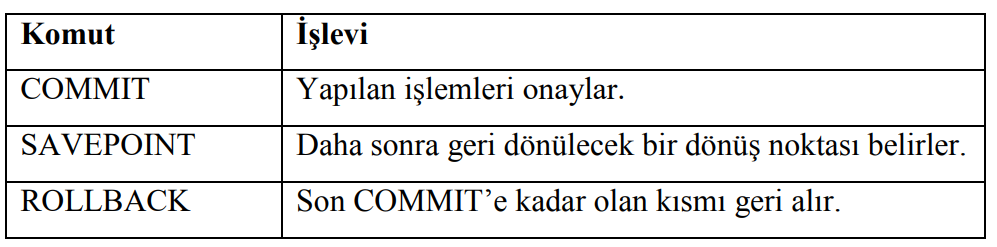 Komut İşlevi
COMMIT Yapılan işlemleri onaylar.
SAVEPOINT Daha sonra geri dönülecek bir dönüş noktası belirler.
ROLLBACK Son COMMIT’e kadar olan kısmı geri alır.